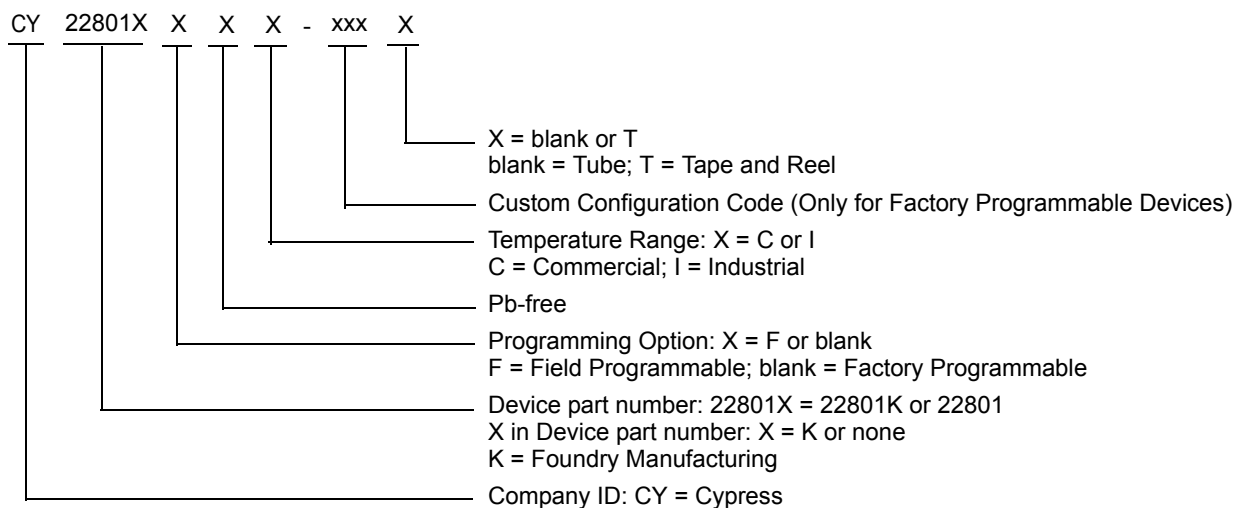 CY 22801X X X X - xxx X
X = blank or T
blank = Tube; T = Tape and Reel
Custom Configuration Code (Only for Factory Programmable Devices)
Temperature Range: X = C or I
C = Commercial; I = Industrial
Pb-free
Programming Option: X = F or blank
F = Field Programmable; blank = Factory Programmable
Device part number: 22801X = 22801K or 22801
X in Device part number: X = K or none
K = Foundry Manufacturing
Company ID: CY = Cypress